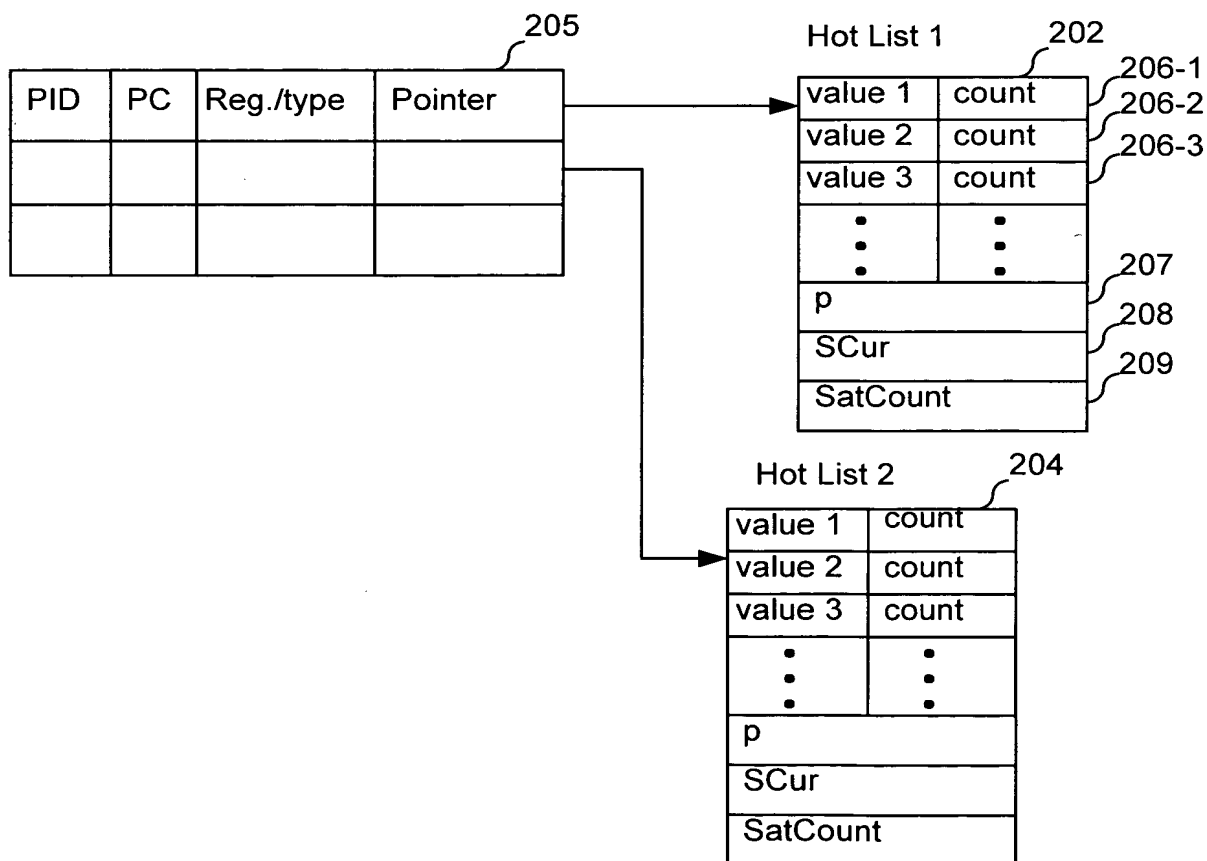 205
PID PC Reg./type Pointer
Hot List 1
202
value 1 count
206-1
value 2 count
206-2
value 3 count
206-3
p
207
SCur
208
SatCount
209
Hot List 2
204
value 1 count
value 2 count
value 3 count
p
SCur
SatCount